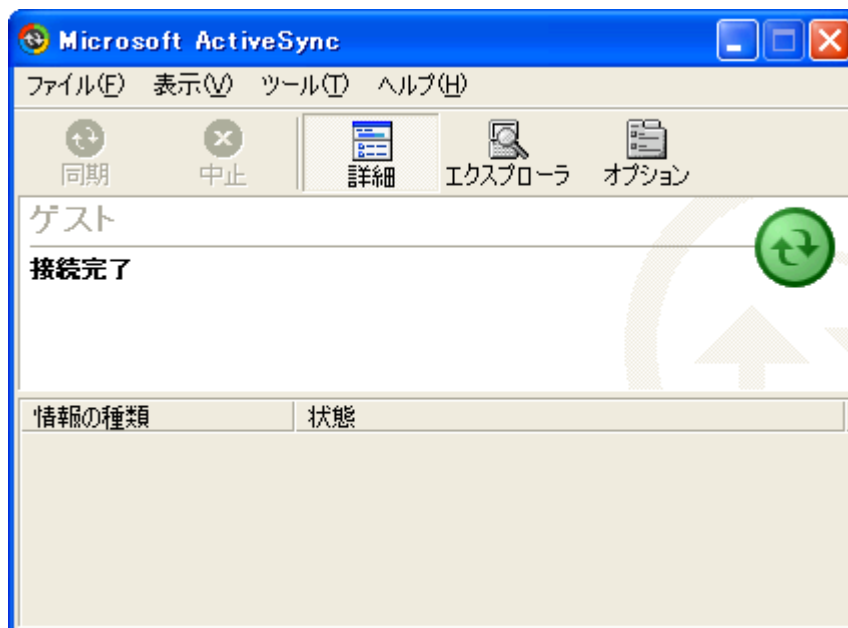 Microsoft ActiveSync
ファイル(F) 表示(V) ツール(T) ヘルプ(H)
同期 中止 詳細 エクスプローラ オプション
ゲスト
接続完了
情報の種類 状態